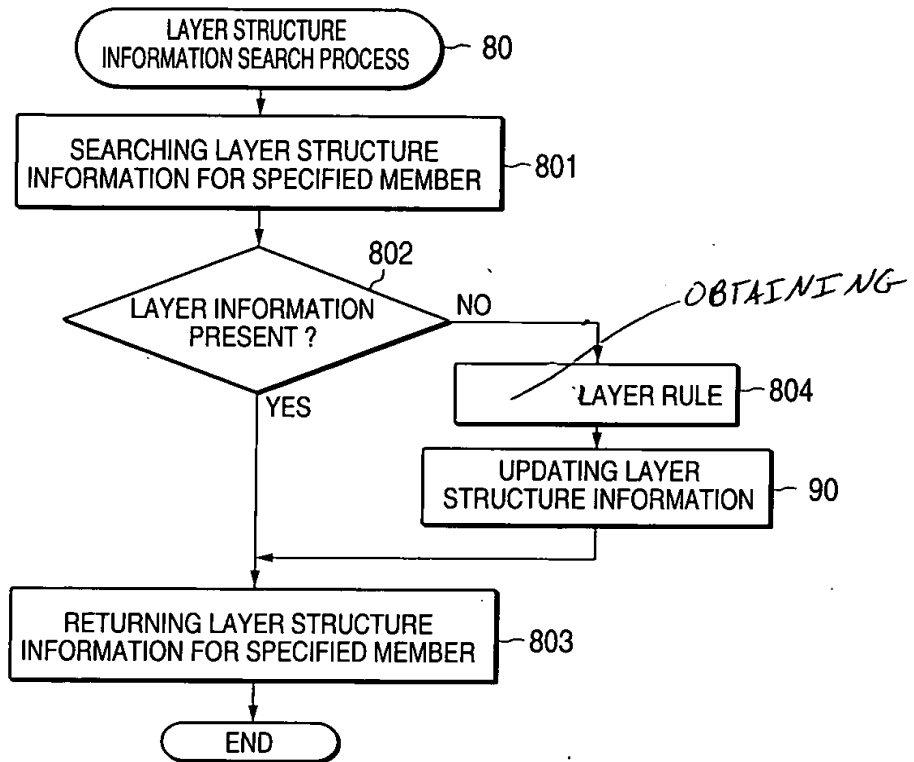 LAYER STRUCTURE
INFORMATION SEARCH PROCESS
80
SEARCHING LAYER STRUCTURE
INFORMATION FOR SPECIFIED MEMBER
801
802
LAYER INFORMATION
PRESENT ?
NO
OBTAINING
YES
LAYER RULE
804
UPDATING LAYER
STRUCTURE INFORMATION
90
RETURNING LAYER STRUCTURE
INFORMATION FOR SPECIFIED MEMBER
803
END